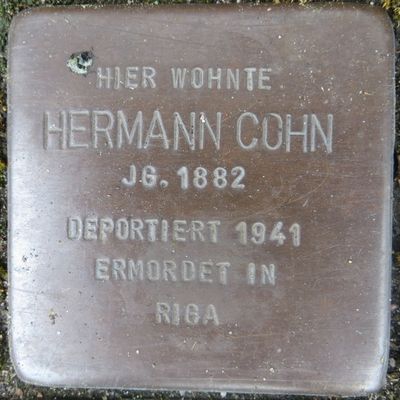 HIER WOHNTE
HERMANN COHN
JG. 1882
DEPORTIERT 1941
ERMORDET IN
RIGA